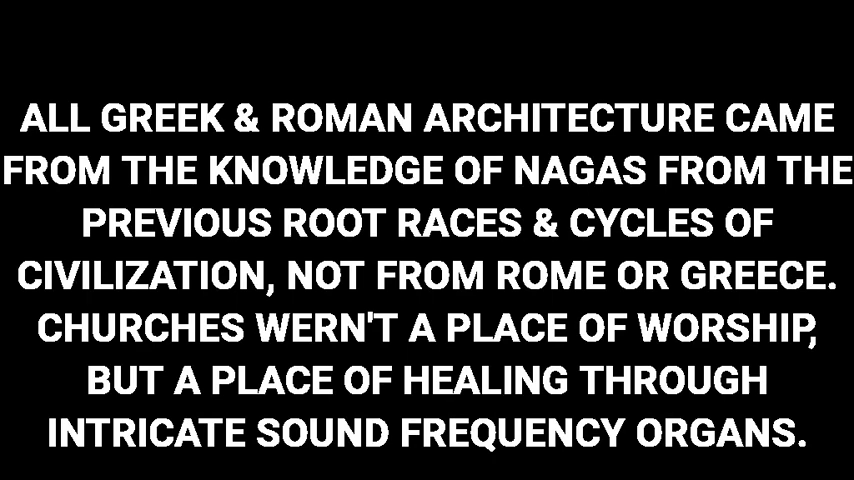 ALL GREEK & ROMAN ARCHITECTURE CAME
FROM THE KNOWLEDGE OF NAGAS FROM THE
PREVIOUS ROOT RACES & CYCLES OF
CIVILIZATION, NOT FROM ROME OR GREECE.
CHURCHES WERN'T A PLACE OF WORSHIP,
BUT A PLACE OF HEALING THROUGH
INTRICATE SOUND FREQUENCY ORGANS.